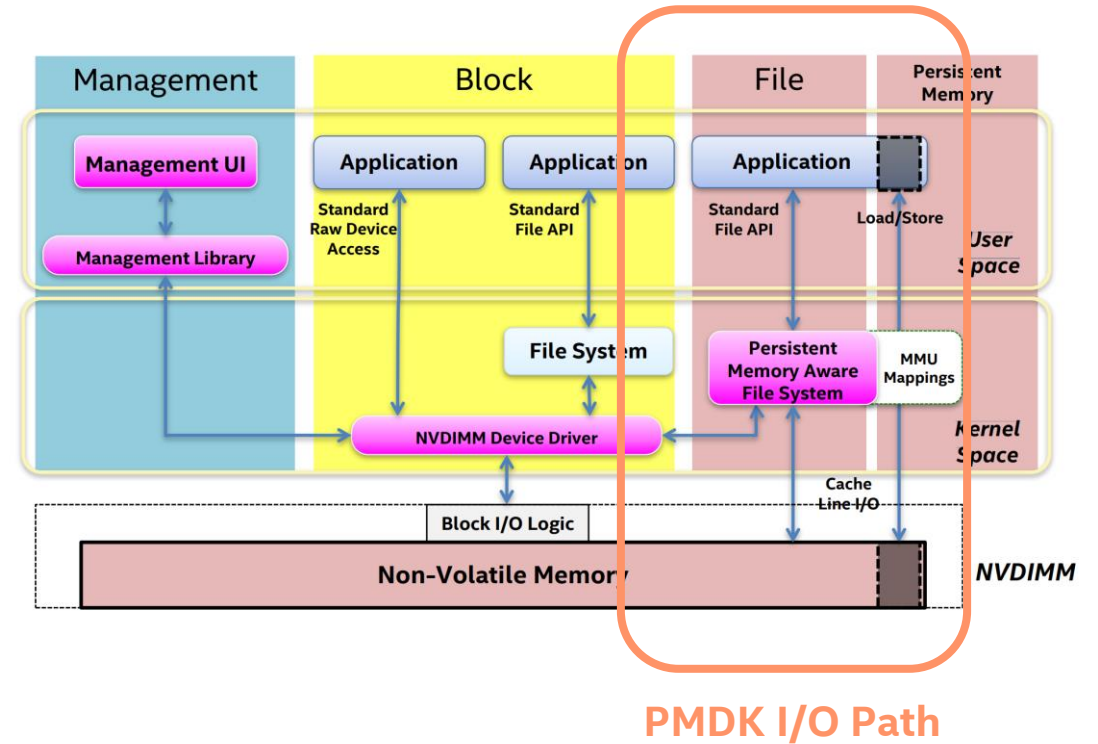 Management
Block
File
Persistent
Memory
Management UI
Application
Application
Application
Standard
Raw Device
Access
Standard
File API
Standard
File API
Load/Store
Management Library
User
Space
File System
Persistent
Memory Aware
File System
MMU
Mappings
NVDIMM Device Driver
Kernel
Space
Cache
Line I/O
Block I/O Logic
Non-Volatile Memory
NVDIMM
PMDK I/O Path